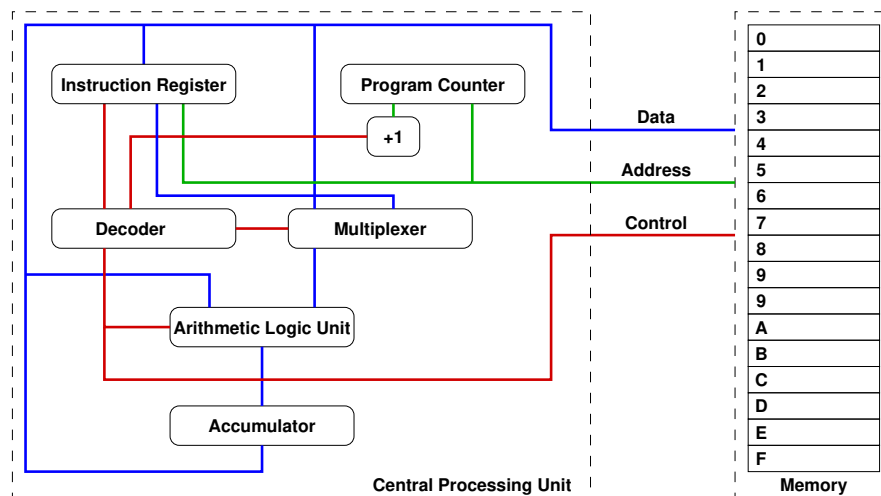 Instruction Register
Program Counter
+1
Decoder
Multiplexer
Arithmetic Logic Unit
Accumulator
Central Processing Unit
Data
Address
Control
0
1
2
3
4
5
6
7
8
9
9
A
B
C
D
E
F
Memory